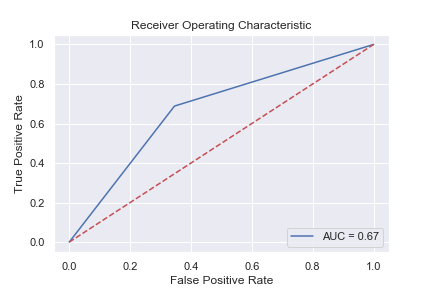 Receiver Operating Characteristic
True Positive Rate
1.0
0.8
0.6
0.4
0.2
0.0
AUC = 0.67
0.0 0.2 0.4 0.6 0.8 1.0
False Positive Rate